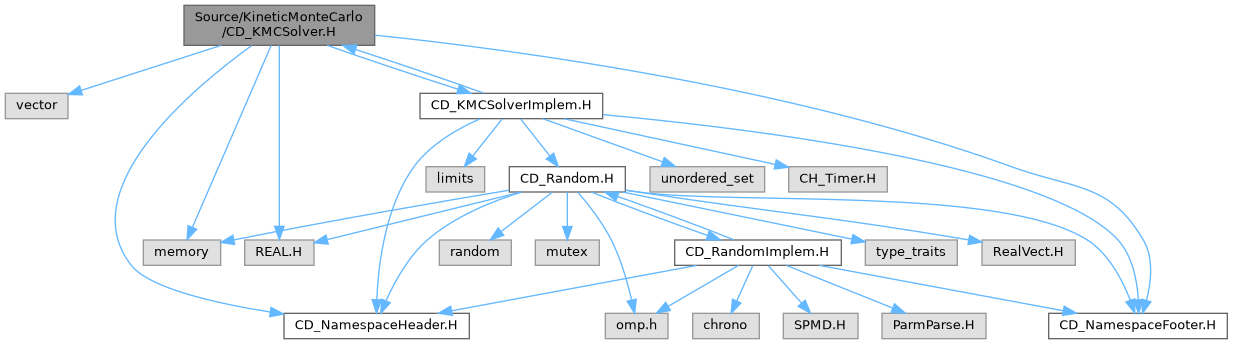 Source/KineticMonteCarlo
/CD_KMCSolver.H
vector
CD_KMCSolverImplem.H
limits
CD_Random.H
unordered_set
CH_Timer.H
memory
REAL.H
random
mutex
CD_RandomImplem.H
type_traits
RealVect.H
CD_NamespaceHeader.H
omp.h
chrono
SPMD.H
ParmParse.H
CD_NamespaceFooter.H